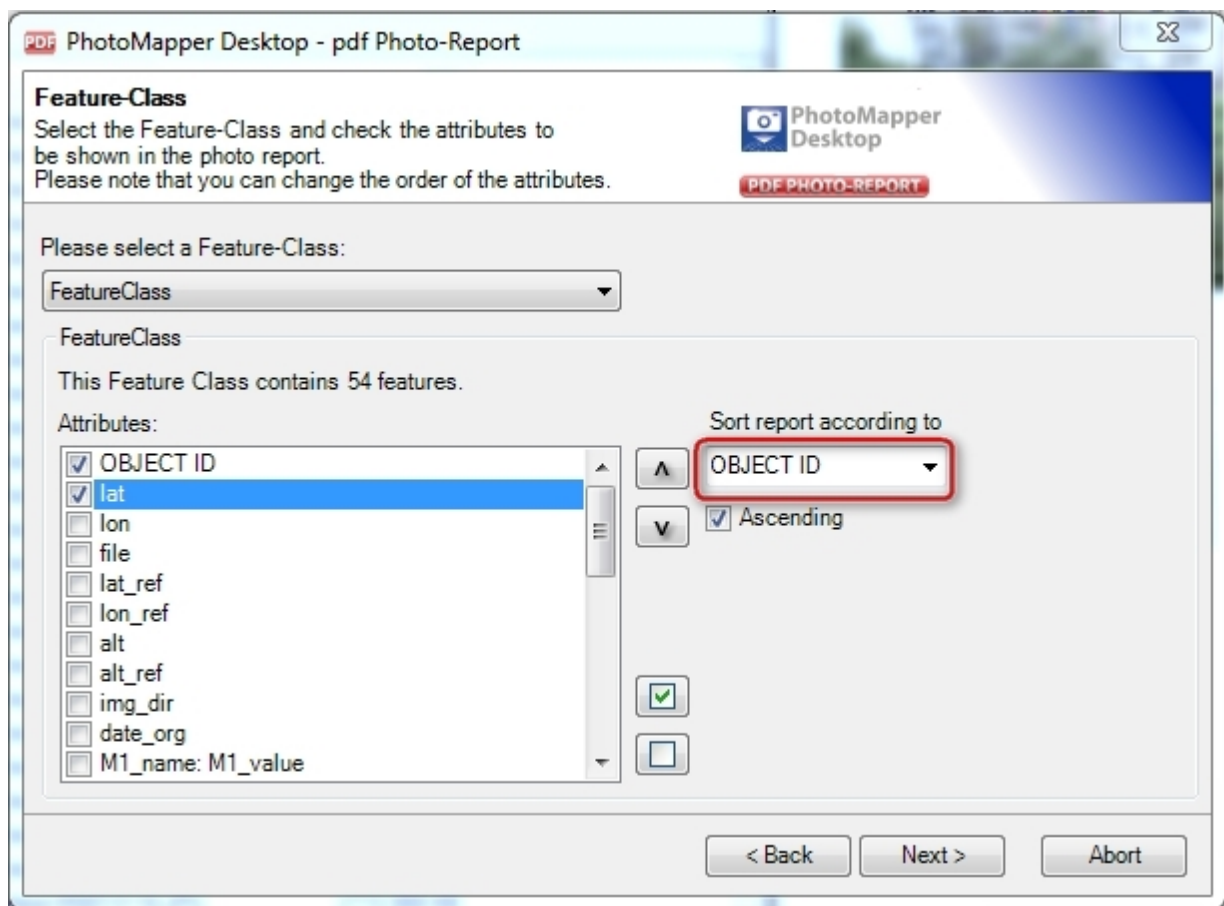 PDF PhotoMapper Desktop - pdf Photo-Report
Feature-Class
Select the Feature-Class and check the attributes to
be shown in the photo report.
Please note that you can change the order of the attributes.
PhotoMapper
Desktop
PDF PHOTO-REPORT
Please select a Feature-Class:
FeatureClass
FeatureClass
This Feature Class contains 54 features.
Attributes:
Sort report according to
OBJECT ID
lat
lon
file
lat_ref
lon_ref
alt
alt_ref
img_dir
date_org
M1_name: M1_value
OBJECT ID
Ascending
< Back
Next >
Abort